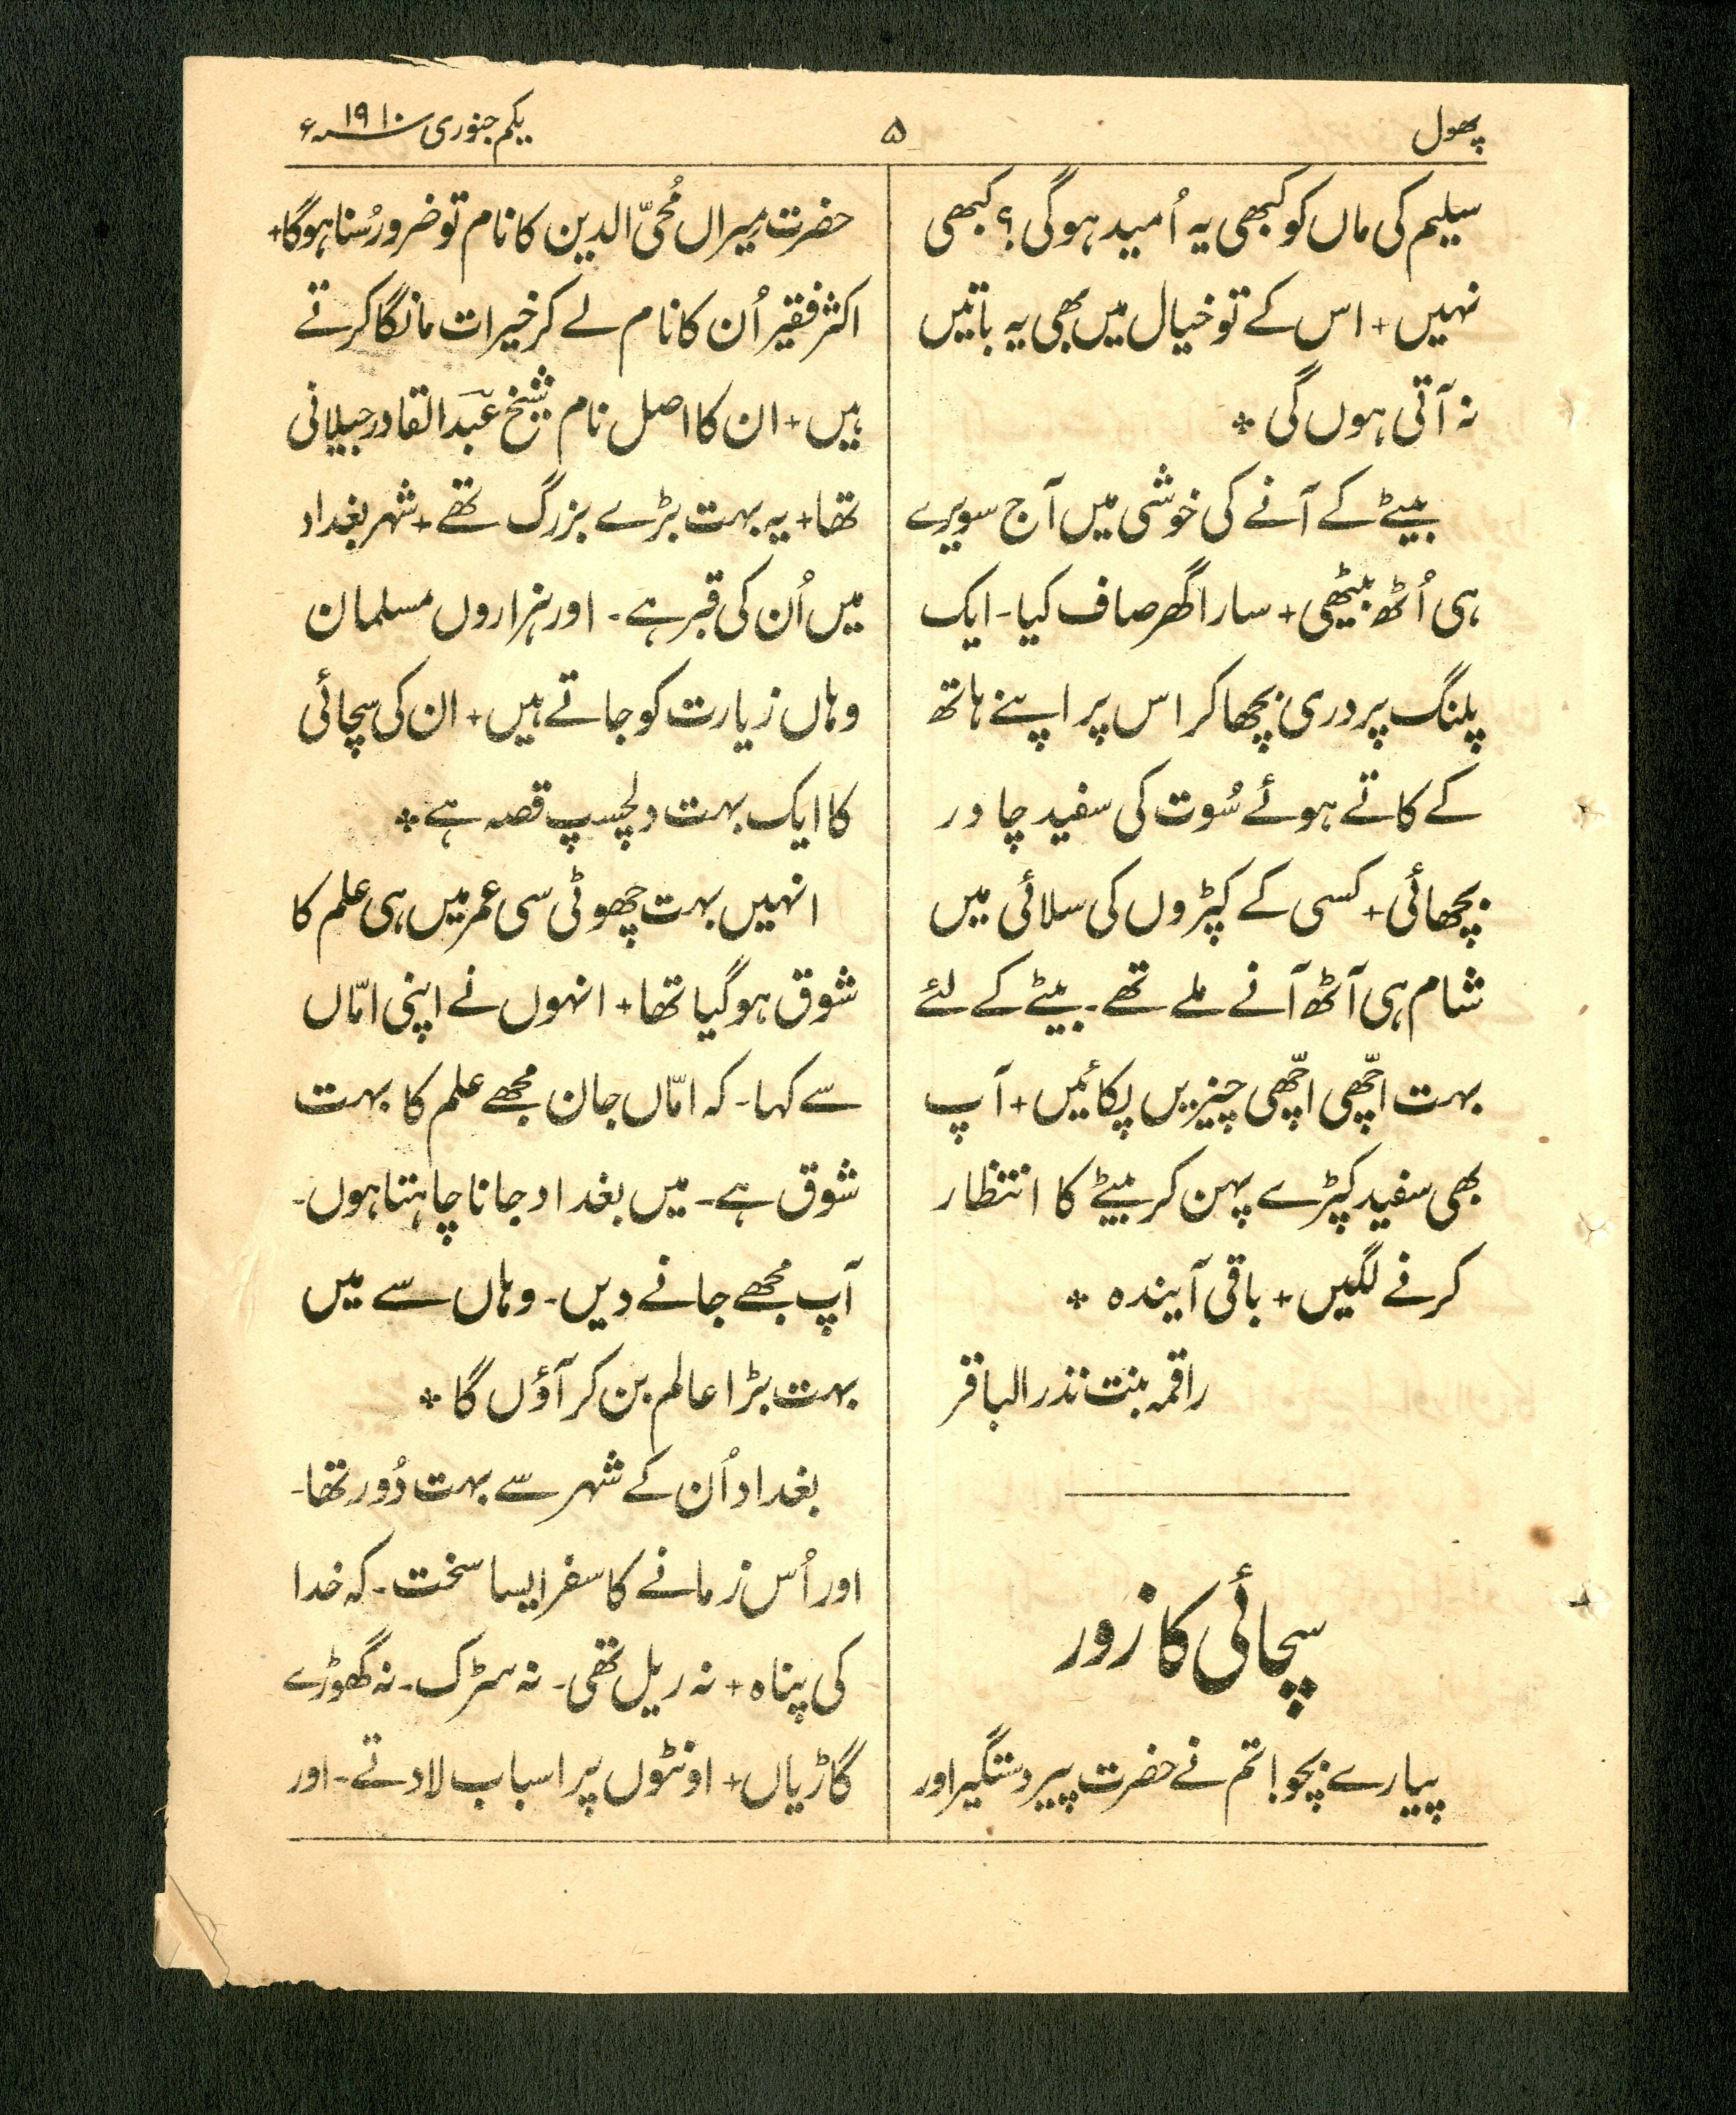 پھول
۵
یکم جنوری سنہ ۱۹۱۰ء
سلیم کی ماں کو کبھی یہ اُمید ہوگی؟ کبھی
نہیں + اس کے تو خیال میں بھی یہ باتیں
نہ آتی ہوں گی *
بیٹے کے آنے کی خوشی میں آج سویرے
ہی اُٹھ بیٹھی + سارا گھر صاف کیا۔ ایک
پلنگ پر دری بچھا کر اس پر اپنے ہاتھ
کے کاتے ہوئے سُوت کی سفید چادر
بچھائی + کسی کے کپڑوں کی سلائی میں
شام ہی آٹھ آنے ملے تھے۔ بیٹے کے لئے
بہت اچّھی اچّھی چیزیں پکائیں + آپ
بھی سفید کپڑے پہن کر بیٹے کا انتظار
کرنے لگیں + باقی آیندہ *
راقمہ بنت نذر الباقر
سچائی کا زور
پیارے بچو! تم نے حضرت پیر دستگیر اور
حضرت میراں مُحیّ الدین کا نام تو ضرور سُنا ہوگا +
اکثر فقیر اُن کا نام لے کر خیرات مانگا کرتے
ہیں + ان کا اصل نام شیخ عبد القادر جیلانی
تھا + یہ بہت بڑے بزرگ تھے + شہر بغداد
میں اُن کی قبر ہے۔ اور ہزاروں مسلمان
وہاں زیارت کو جاتے ہیں + ان کی سچائی
کا ایک بہت دلچسپ قصہ ہے *
انہیں بہت چھوٹی سی عمر میں ہی علم کا
شوق ہوگیا تھا + انہوں نے اپنی امّاں
سے کہا۔ کہ امّاں جان مجھے علم کا بہت
شوق ہے۔ میں بغداد جانا چاہتا ہوں۔
آپ مجھے جانے دیں۔ وہاں سے میں
بہت بڑا عالم بن کر آؤں گا *
بغداد اُن کے شہر سے بہت دُور تھا۔
اور اُس زمانے کا سفر ایسا سخت۔ کہ خدا
کی پناہ + نہ ریل تھی۔ نہ سڑک۔ نہ گھوڑے
گاڑیاں + اونٹوں پر اسباب لادتے۔ اور